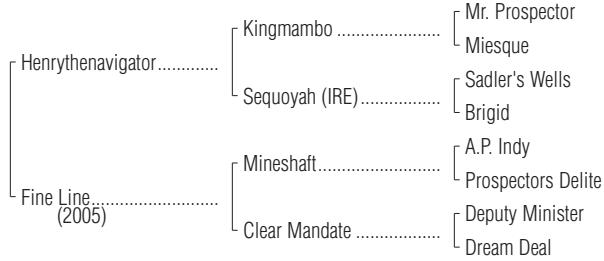 Mr. Prospector
Kingmambo ......................
Miesque
Henrythenavigator.............
Sadler's Wells
Sequoyah (IRE).................
Brigid
A.P. Indy
Mineshaft..........................
Prospectors Delite
Fine Line...........................
(2005)
Deputy Minister
Clear Mandate ..................
Dream Deal